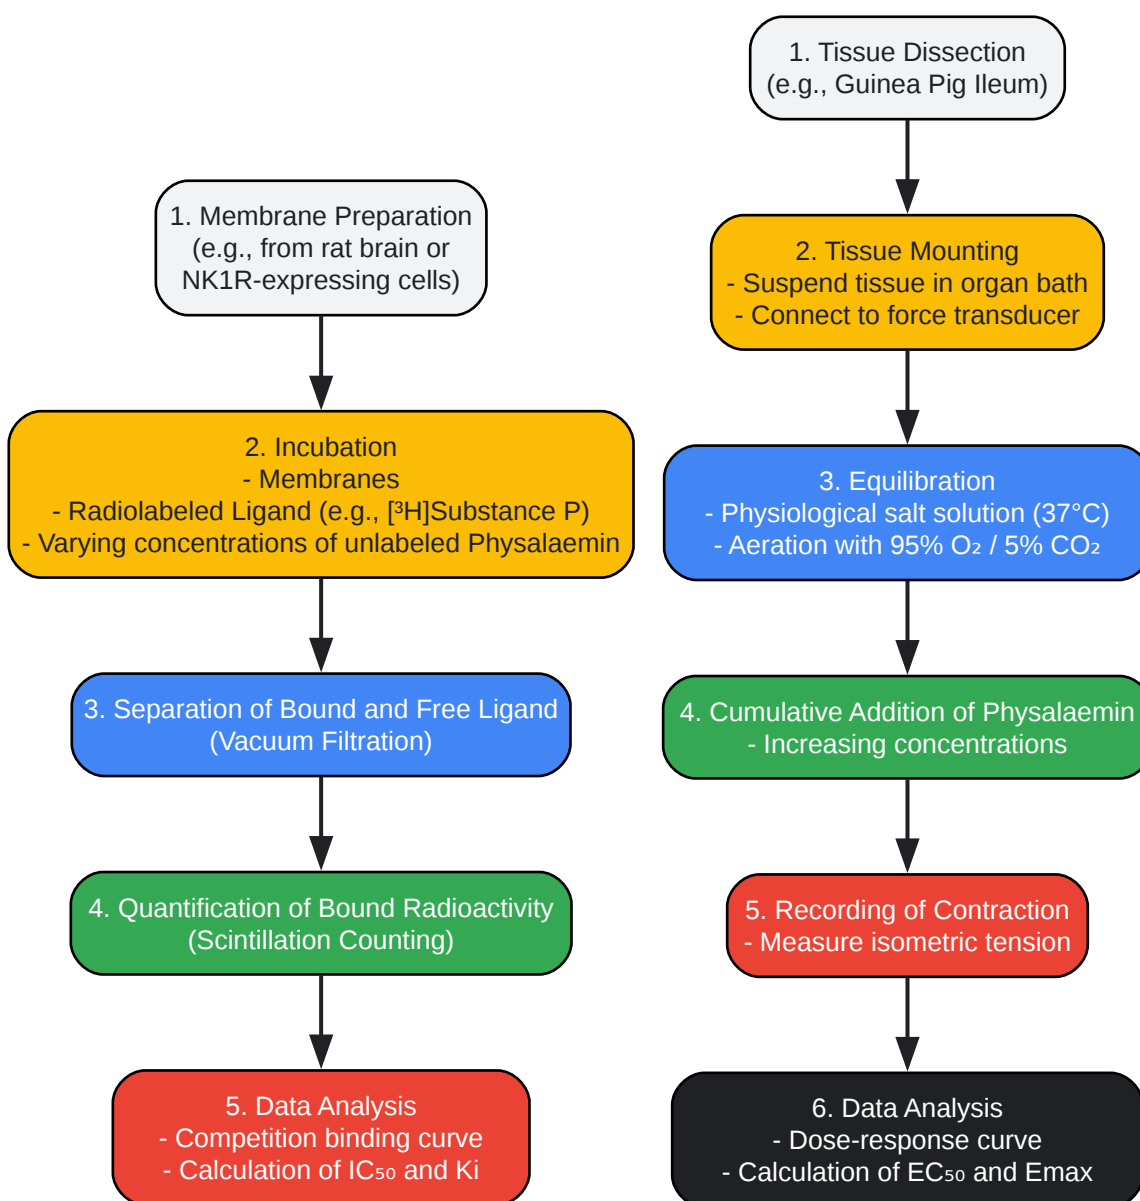 1. Membrane Preparation
(e.g., from rat brain or
NK1R-expressing cells)
2. Incubation
- Membranes
- Radiolabeled Ligand (e.g., [³H]Substance P)
- Varying concentrations of unlabeled Physalaemin
3. Separation of Bound and Free Ligand
(Vacuum Filtration)
4. Quantification of Bound Radioactivity
(Scintillation Counting)
5. Data Analysis
- Competition binding curve
- Calculation of IC₅₀ and Ki
1. Tissue Dissection
(e.g., Guinea Pig Ileum)
2. Tissue Mounting
- Suspend tissue in organ bath
- Connect to force transducer
3. Equilibration
- Physiological salt solution (37°C)
- Aeration with 95% O₂ / 5% CO₂
4. Cumulative Addition of Physalaemin
- Increasing concentrations
5. Recording of Contraction
- Measure isometric tension
6. Data Analysis
- Dose-response curve
- Calculation of EC₅₀ and Emax